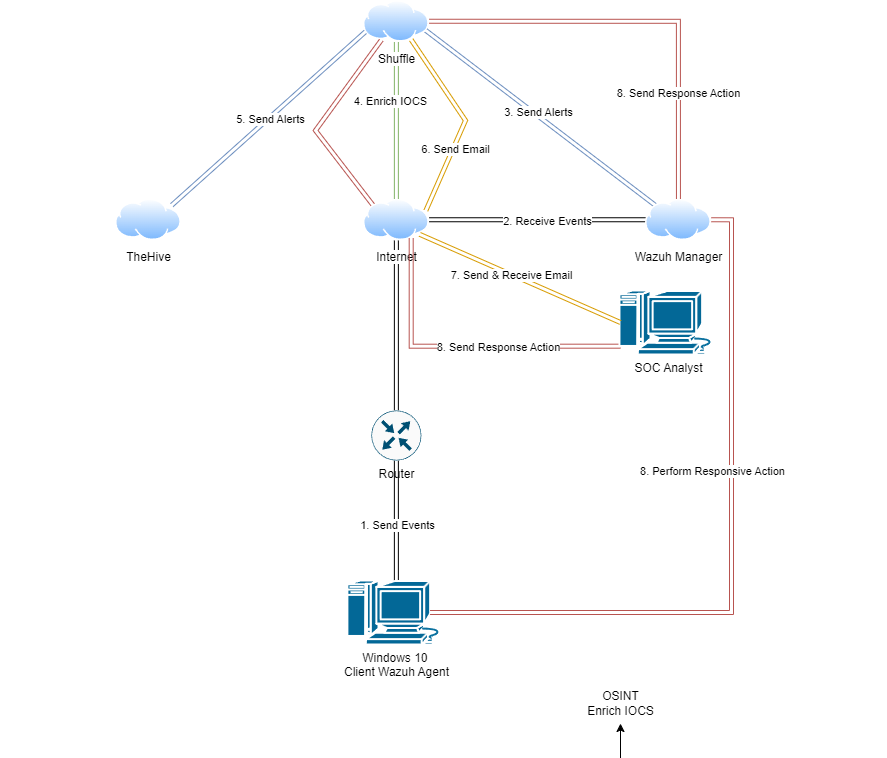 Shuffle
8. Send Response Action
4. Enrich IOCS
3. Send Alerts
5. Send Alerts
6. Send Email
2. Receive Events
TheHive
Internet
Wazuh Manager
7. Send & Receive Email
8. Send Response Action
SOC Analyst
Router
8. Perform Responsive Action
1. Send Events
Windows 10
Client Wazuh Agent
OSINT
Enrich IOCS